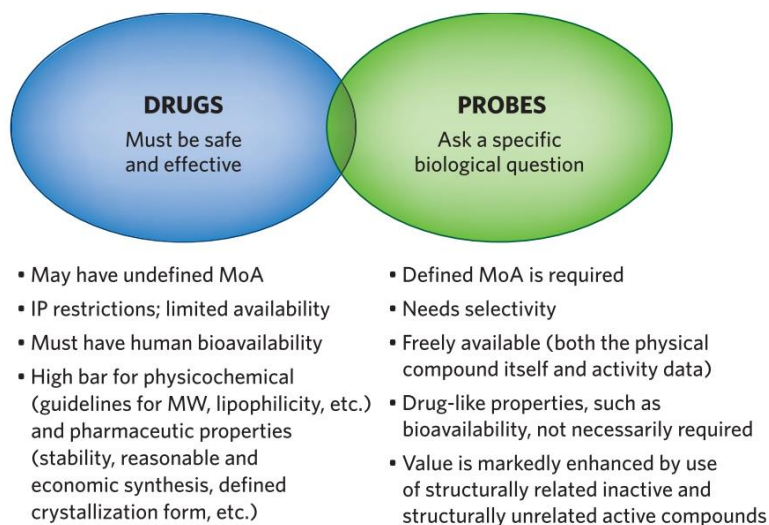 DRUGS
Must be safe
and effective
PROBES
Ask a specific
biological question
▪ May have undefined MoA
▪ IP restrictions; limited availability
▪ Must have human bioavailability
▪ High bar for physicochemical
(guidelines for MW, lipophilicity, etc.)
and pharmaceutic properties
(stability, reasonable and
economic synthesis, defined
crystallization form, etc.)
▪ Defined MoA is required
▪ Needs selectivity
▪ Freely available (both the physical
compound itself and activity data)
▪ Drug-like properties, such as
bioavailability, not necessarily required
▪ Value is markedly enhanced by use
of structurally related inactive and
structurally unrelated active compounds